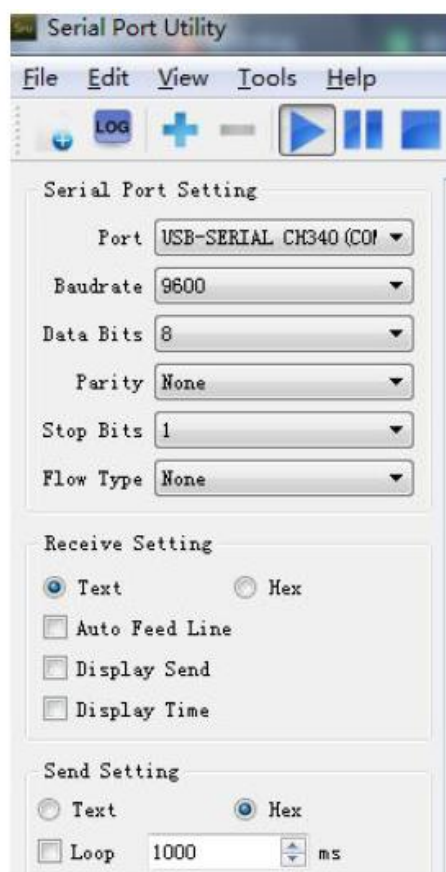 Serial Port Utility
File Edit View Tools Help
LOG
Serial Port Setting
Port USB-SERIAL CH340 (COM
Baudrate 9600
Data Bits 8
Parity None
Stop Bits 1
Flow Type None
Receive Setting
Text Hex
Auto Feed Line
Display Send
Display Time
Send Setting
Text Hex
Loop 1000 ms